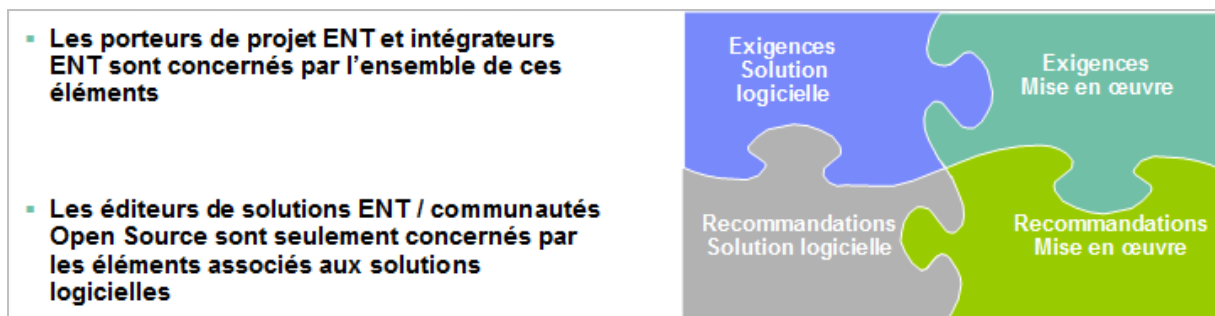 Les porteurs de projet ENT et intégrateurs
ENT sont concernés par l'ensemble de ces
éléments
Les éditeurs de solutions ENT / communautés
Open Source sont seulement concernés par
les éléments associés aux solutions
logicielles
Exigences
Solution
logicielle
Exigences
Mise en œuvre
Recommandations
Solution logicielle
Recommandations
Mise en œuvre